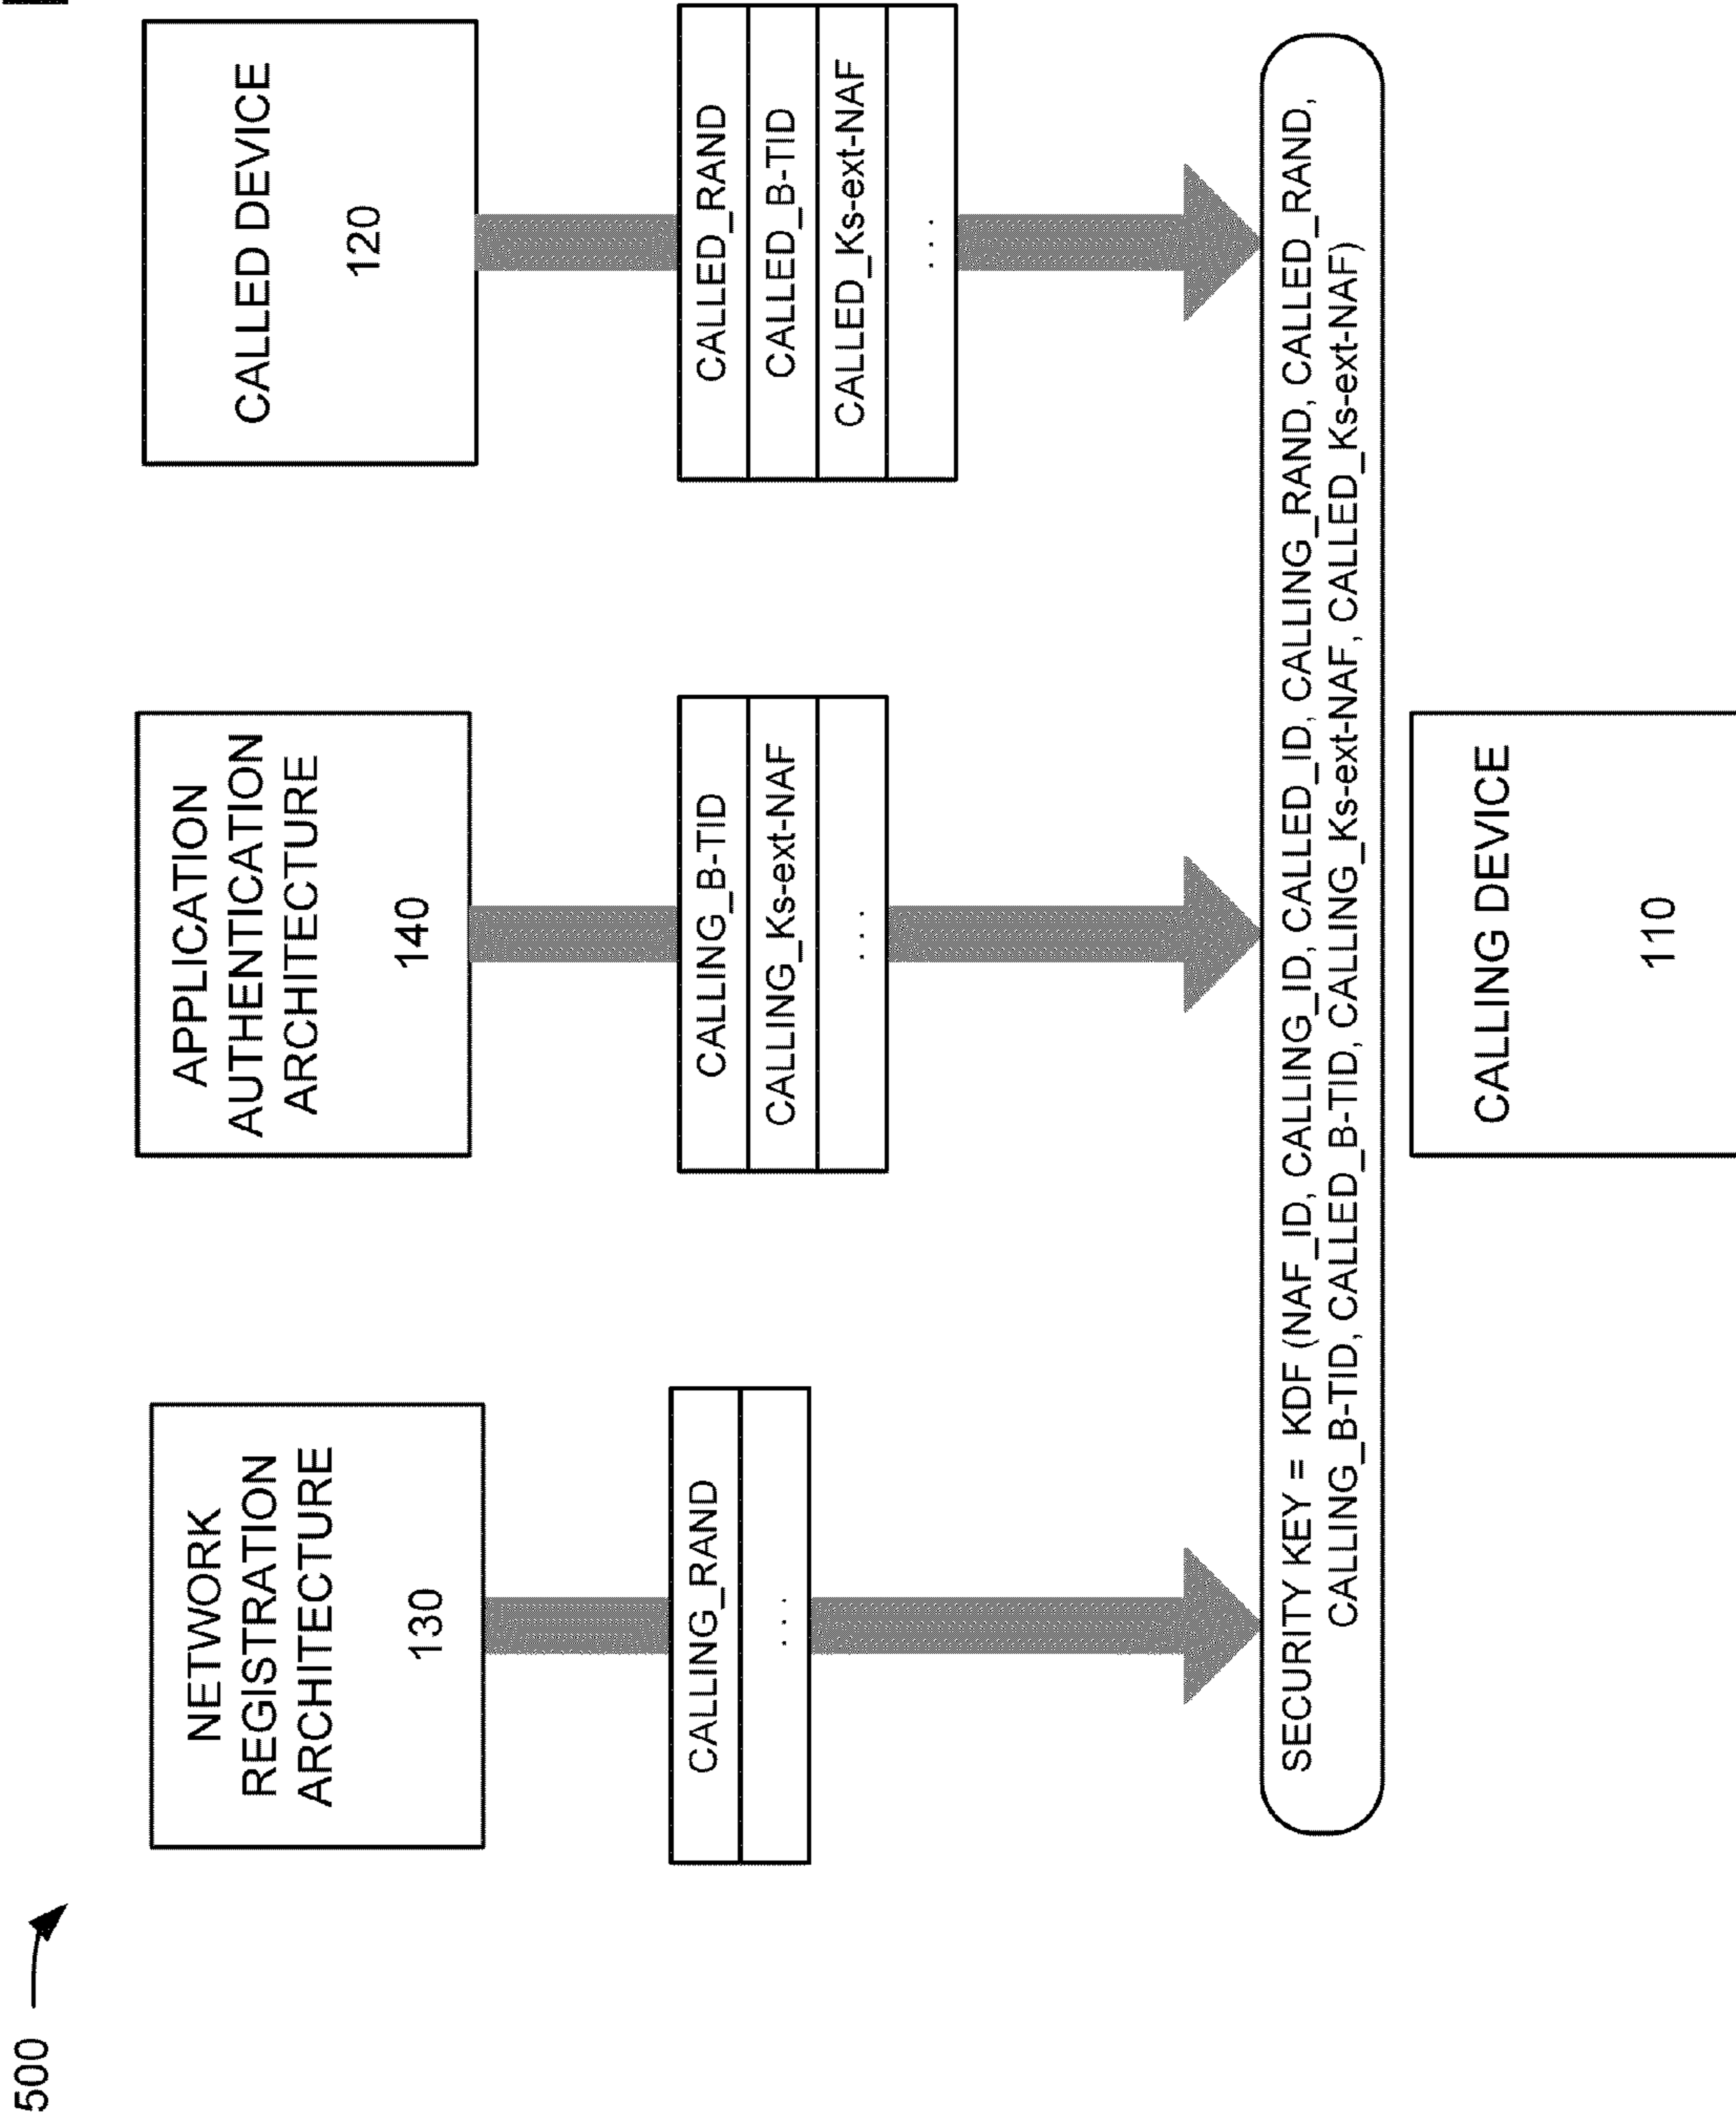 500
NETWORK
REGISTRATION
ARCHITECTURE
130
APPLICATION
AUTHENTICATION
ARCHITECTURE
140
CALLED DEVICE
120
CALLING_RAND
. . .
CALLING_B-TID
CALLING_Ks-ext-NAF
. . .
CALLED_RAND
CALLED_B-TID
CALLED_Ks-ext-NAF
. . .
SECURITY KEY = KDF (NAF_ID, CALLING_ID, CALLED_ID, CALLING_RAND, CALLED_RAND,
CALLING_B-TID, CALLED_B-TID, CALLING_Ks-ext-NAF, CALLED_Ks-ext-NAF)
CALLING DEVICE
110